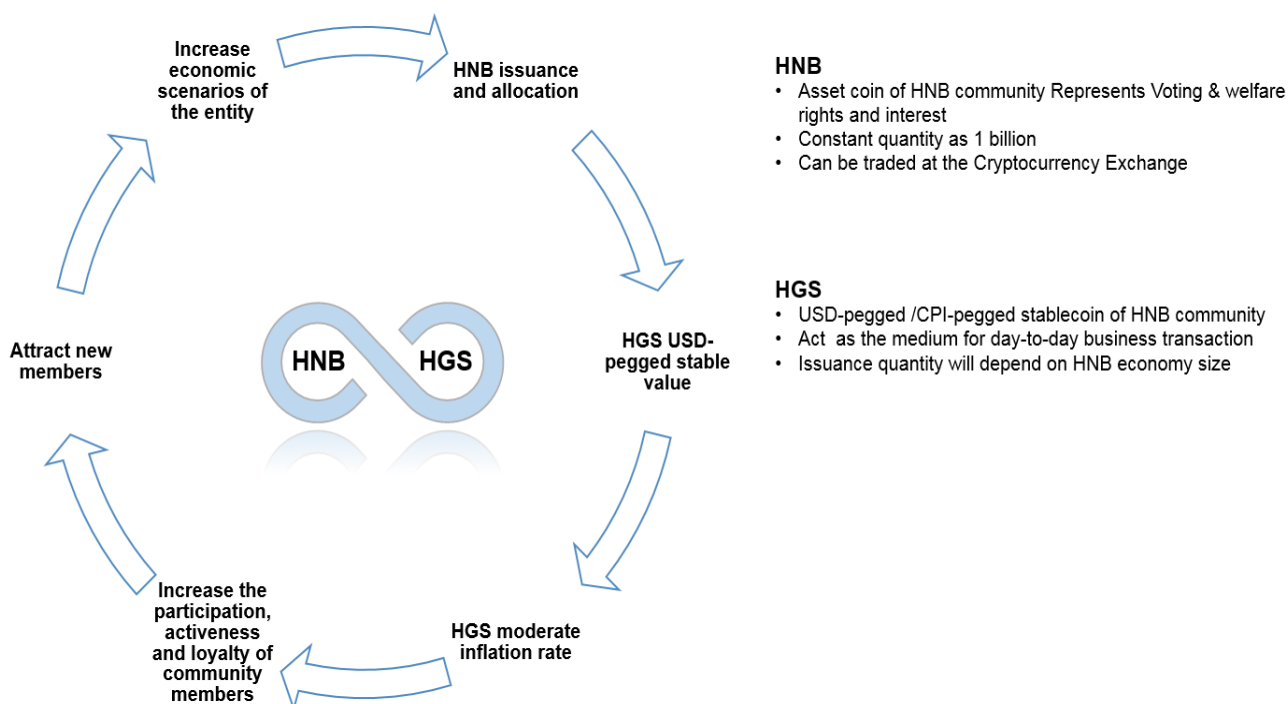 Increase
economic
scenarios of
the entity
HNB issuance
and allocation
HGS USD-
pegged stable
value
HGS moderate
inflation rate
Increase the
participation,
activeness
and loyalty of
community
members
Attract new
members
HNB
HGS
HNB
• Asset coin of HNB community Represents Voting & welfare
rights and interest
• Constant quantity as 1 billion
• Can be traded at the Cryptocurrency Exchange
HGS
• USD-pegged /CPI-pegged stablecoin of HNB community
• Act as the medium for day-to-day business transaction
• Issuance quantity will depend on HNB economy size